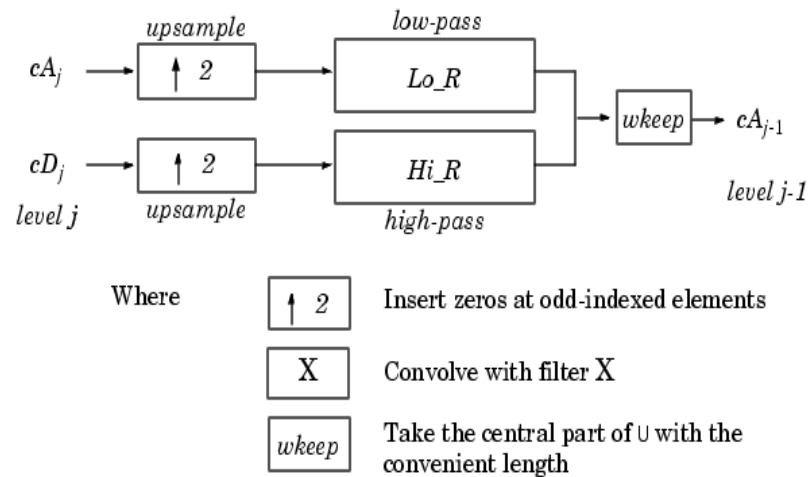 upsample
low-pass
cA_j
↑ 2
Lo_R
wkeep
cA_{j-1}
cD_j
↑ 2
Hi_R
level j
upsample
high-pass
level j-1
Where
↑ 2
Insert zeros at odd-indexed elements
X
Convolve with filter X
wkeep
Take the central part of U with the
convenient length